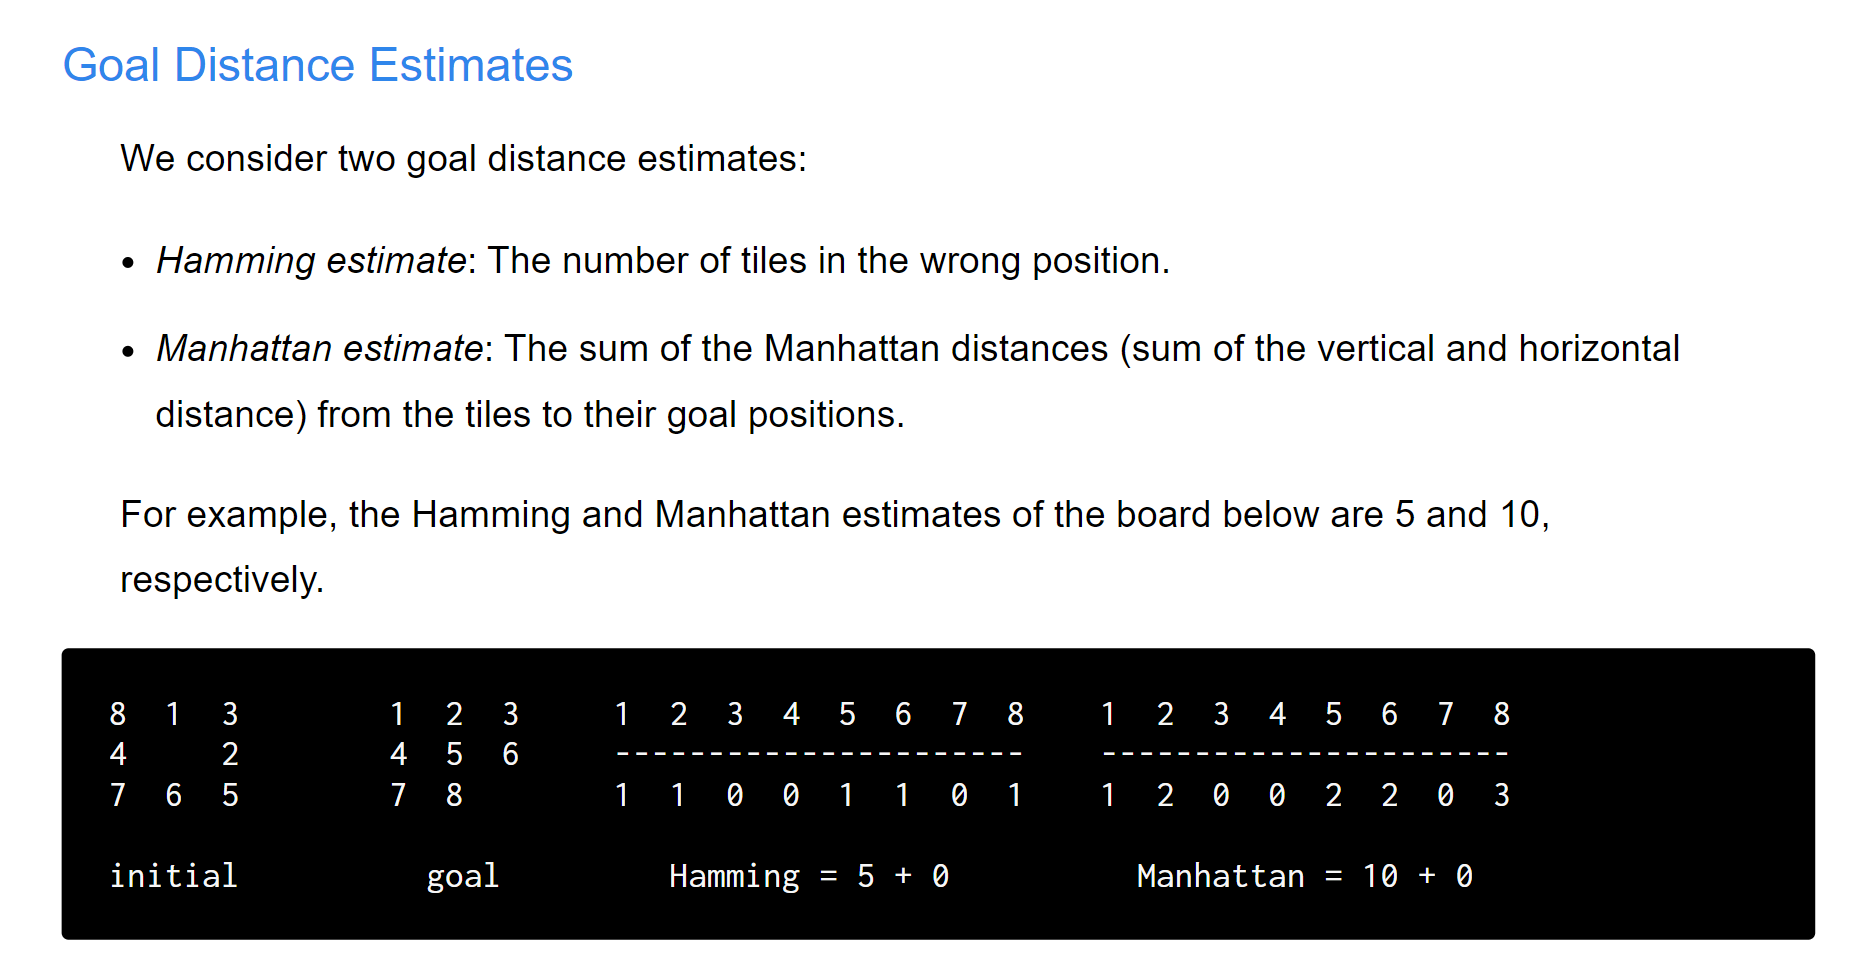 Goal Distance Estimates
We consider two goal distance estimates:
• Hamming estimate: The number of tiles in the wrong position.
• Manhattan estimate: The sum of the Manhattan distances (sum of the vertical and horizontal
distance) from the tiles to their goal positions.
For example, the Hamming and Manhattan estimates of the board below are 5 and 10,
respectively.
8  1  3        1  2  3     1  2  3  4  5  6  7  8    1  2  3  4  5  6  7  8
4     2        4  5  6     ----------------------    ----------------------
7  6  5        7  8        1  1  0  0  1  1  0  1    1  2  0  0  2  2  0  3
initial          goal         Hamming = 5 + 0          Manhattan = 10 + 0